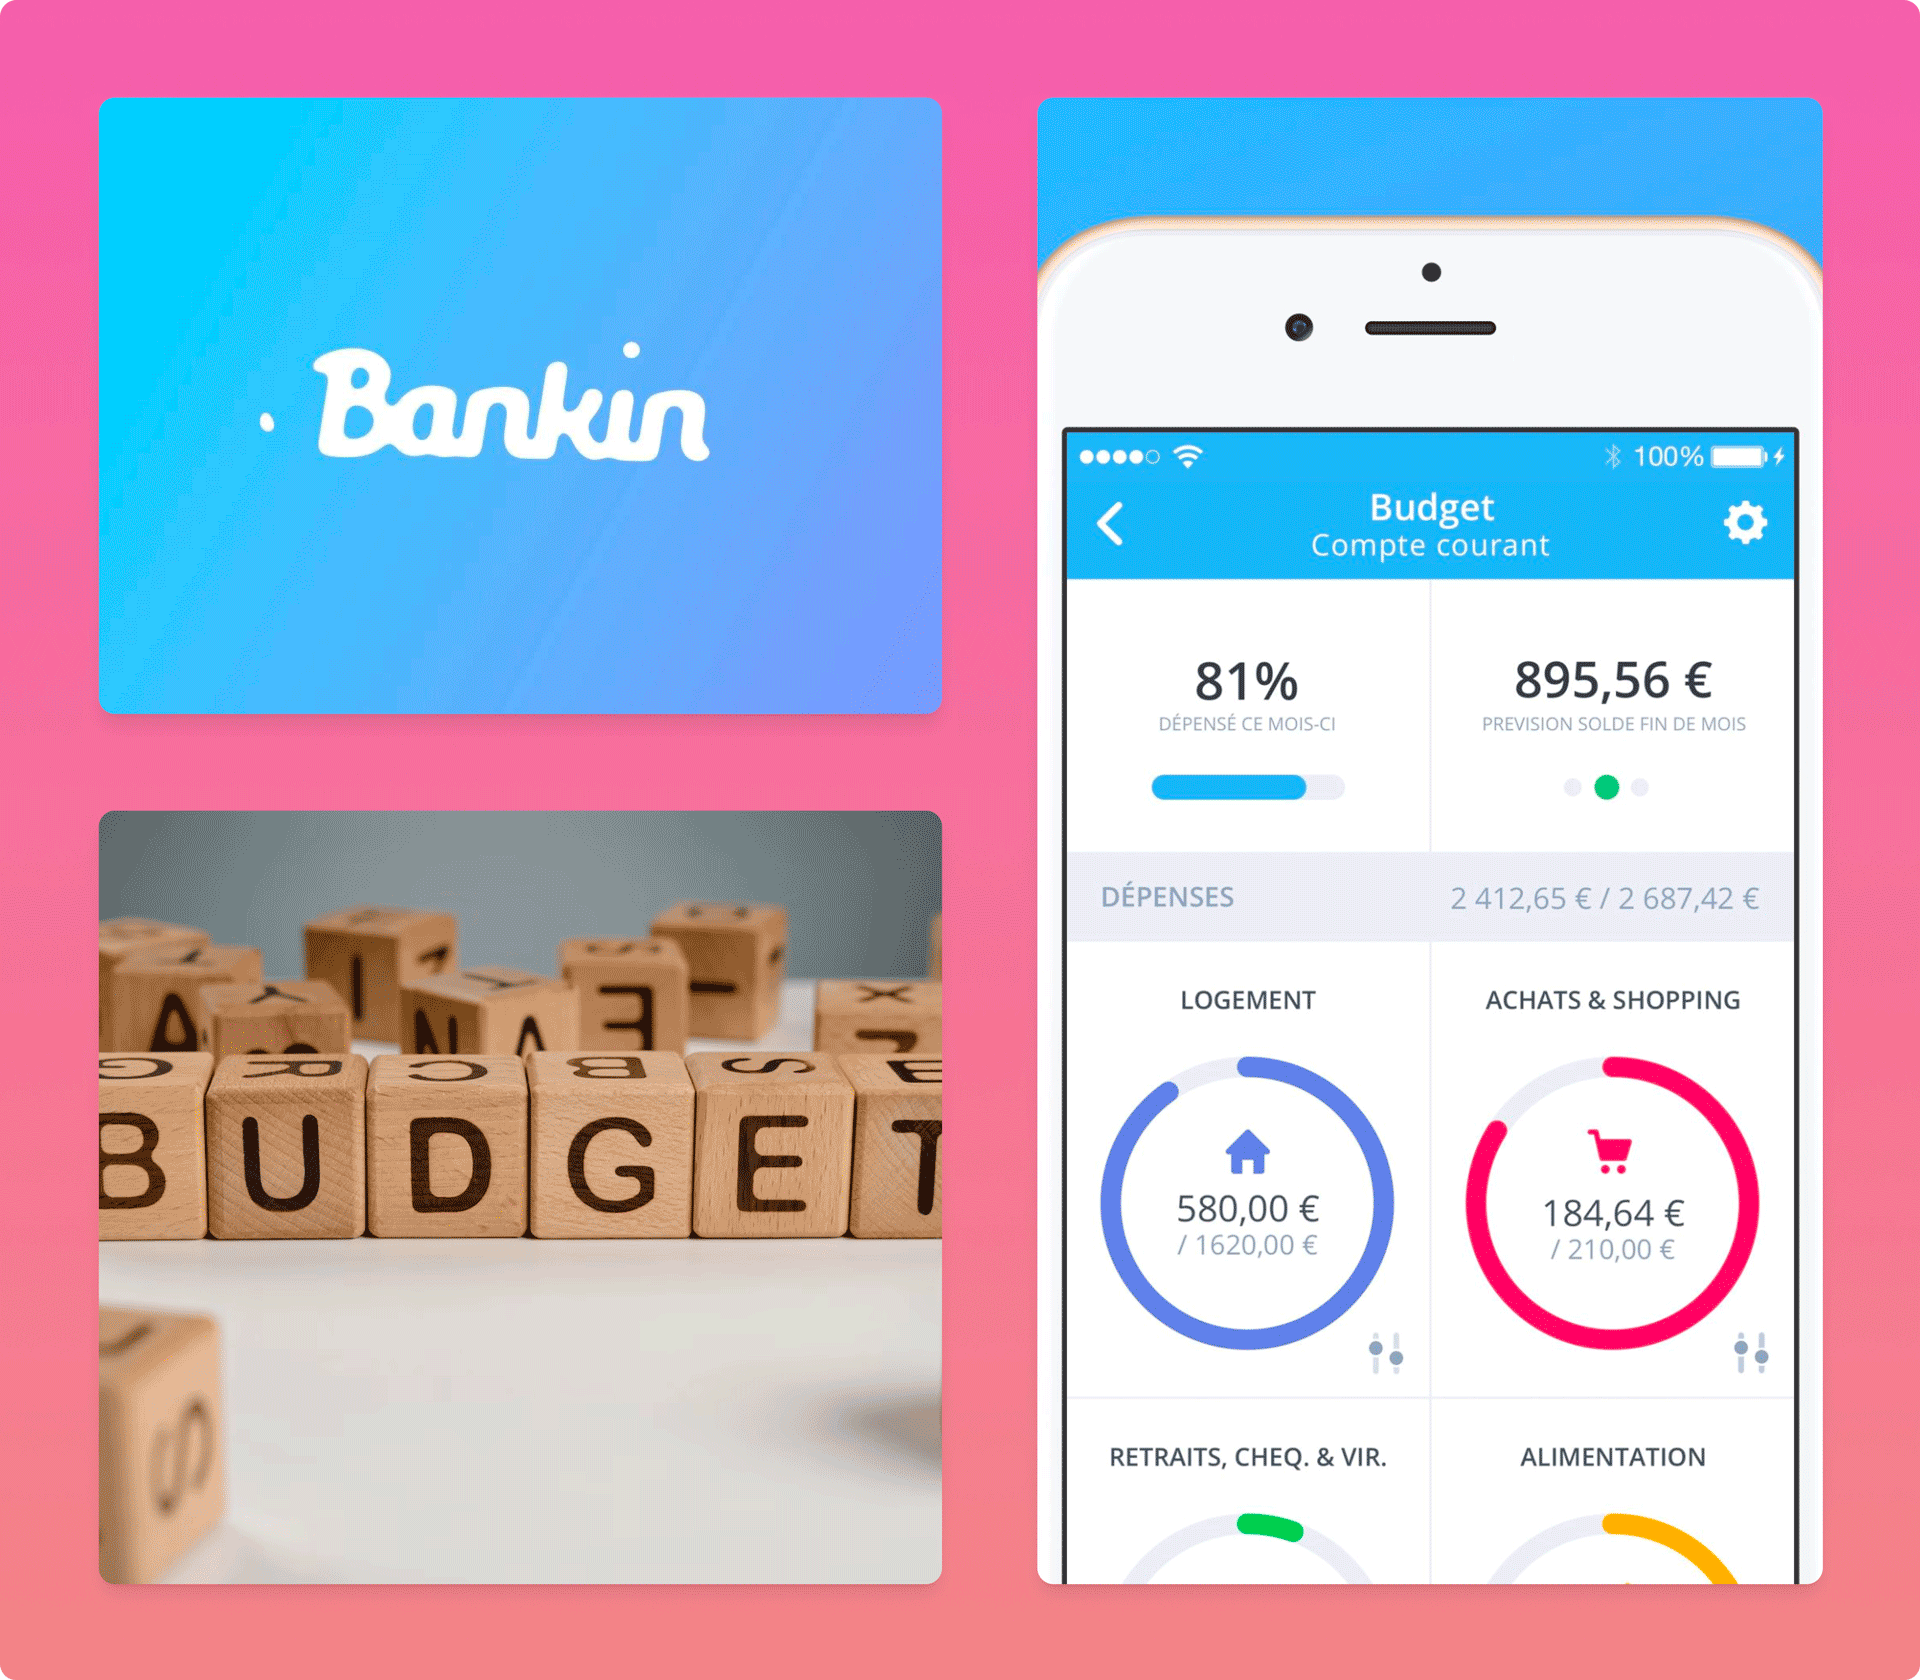 Bankin
Budget
Compte courant
100%
81%
DÉPENSÉ CE MOIS-CI
895,56 €
PREVISION SOLDE FIN DE MOIS
DÉPENSES
2 412,65 € / 2 687,42 €
LOGEMENT
580,00 €
/ 1620,00 €
ACHATS & SHOPPING
184,64 €
/ 210,00 €
RETRAITS, CHEQ. & VIR.
ALIMENTATION
A Y I N V E X
G R C B S E
BUDGET
S